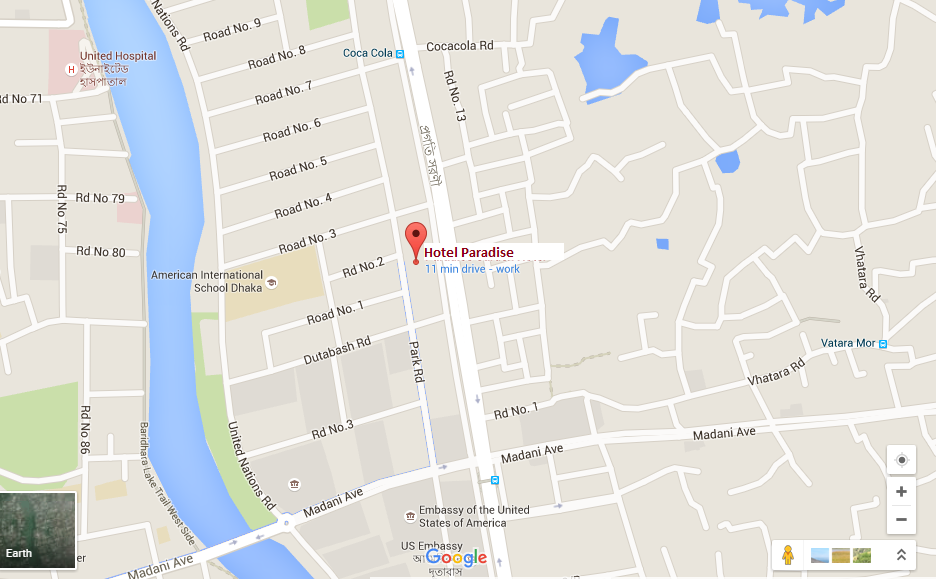 Nations Rd
Road No. 9
Coca Cola
Cocacola Rd
United Hospital
ইউনাইটেড
হাসপাতাল
H
Road No. 8
Rd No. 13
Road No. 7
Rd No 71
Road No. 6
প্রগতি সরণী
Road No. 5
Rd No 75
Rd No 79
Road No. 4
Road No. 3
Rd No 80
Hotel Paradise
11 min drive - work
Rd No.2
American International
School Dhaka
Vhatara Rd
Road No. 1
Dutabash Rd
Park Rd
Vatara Mor
Vhatara Rd
Rd No 86
Rd No. 1
Rd No.3
Madani Ave
Baridhara Lake Trail West Side
United Nations Rd
Madani Ave
Madani Ave
Embassy of the United
States of America
Earth
er
US Embassy
Google
দূতাবাস
Madani Ave